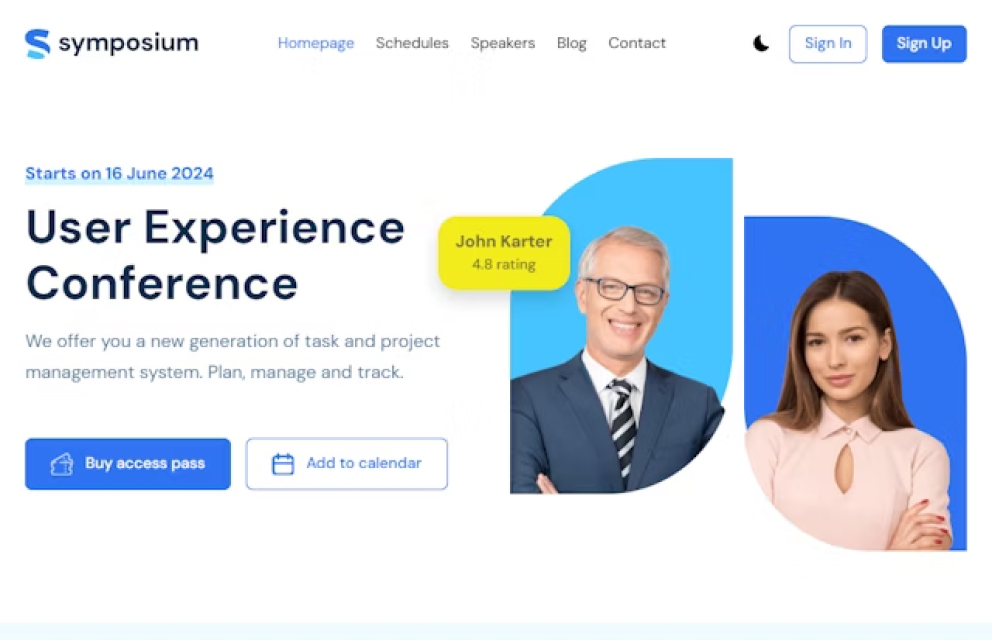 symposium
Homepage Schedules Speakers Blog Contact Sign In Sign Up
Starts on 16 June 2024
User Experience
Conference
We offer you a new generation of task and project
management system. Plan, manage and track.
Buy access pass Add to calendar
John Karter
4.8 rating